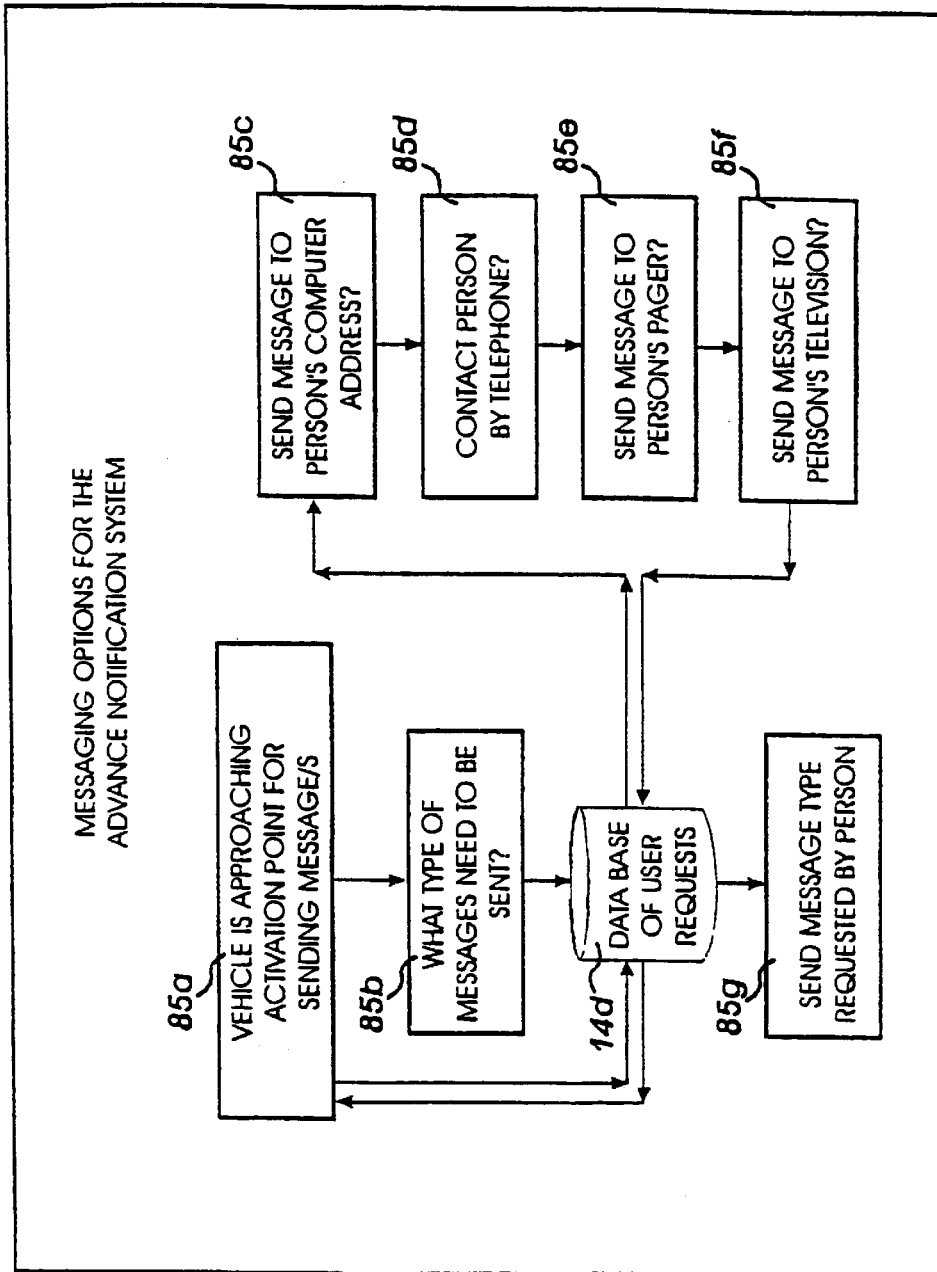 MESSAGING OPTIONS FOR THE
ADVANCE NOTIFICATION SYSTEM
85a
VEHICLE IS APPROACHING
ACTIVATION POINT FOR
SENDING MESSAGE/S
85b
WHAT TYPE OF
MESSAGES NEED TO BE
SENT?
14d
DATA BASE
OF USER
REQUESTS
85g
SEND MESSAGE TYPE
REQUESTED BY PERSON
85c
SEND MESSAGE TO
PERSON'S COMPUTER
ADDRESS?
85d
CONTACT PERSON
BY TELEPHONE?
85e
SEND MESSAGE TO
PERSON'S PAGER?
85f
SEND MESSAGE TO
PERSON'S TELEVISION?